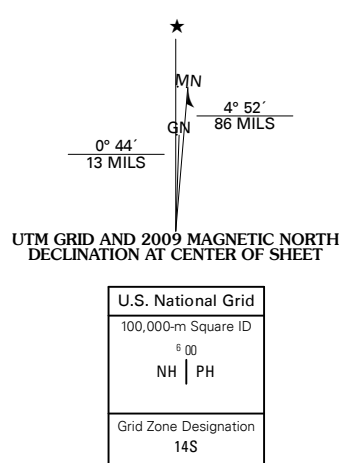 ★
MN
4° 52´
86 MILS
GN
0° 44´
13 MILS
UTM GRID AND 2009 MAGNETIC NORTH
DECLINATION AT CENTER OF SHEET
U.S. National Grid
100,000-m Square ID
6 00
NH PH
Grid Zone Designation
14S